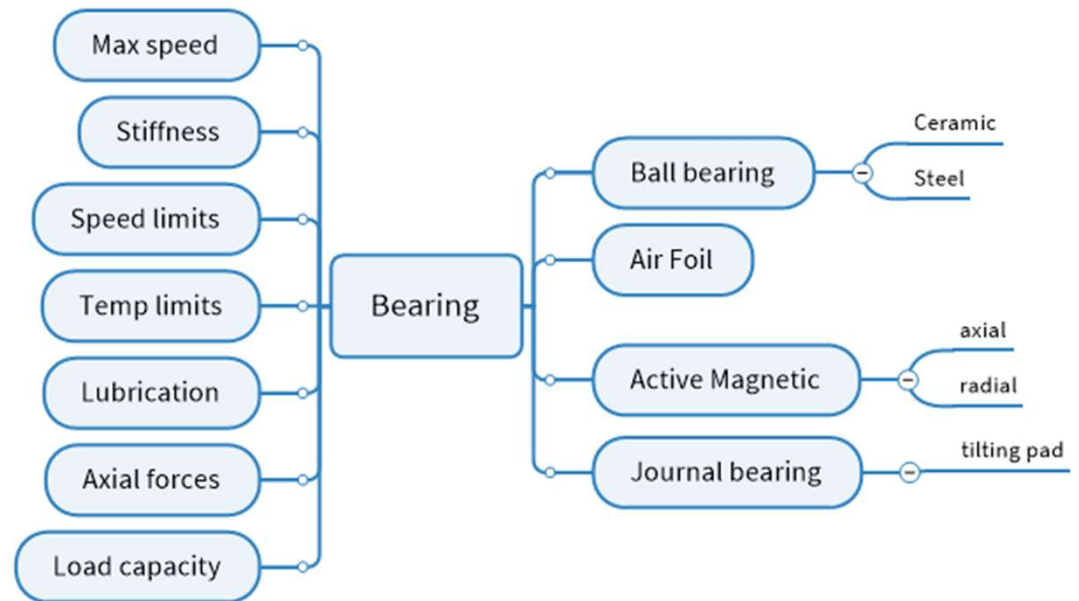 Max speed
Stiffness
Speed limits
Temp limits
Lubrication
Axial forces
Load capacity
Bearing
Ball bearing
Ceramic
Steel
Air Foil
Active Magnetic
axial
radial
Journal bearing
tilting pad